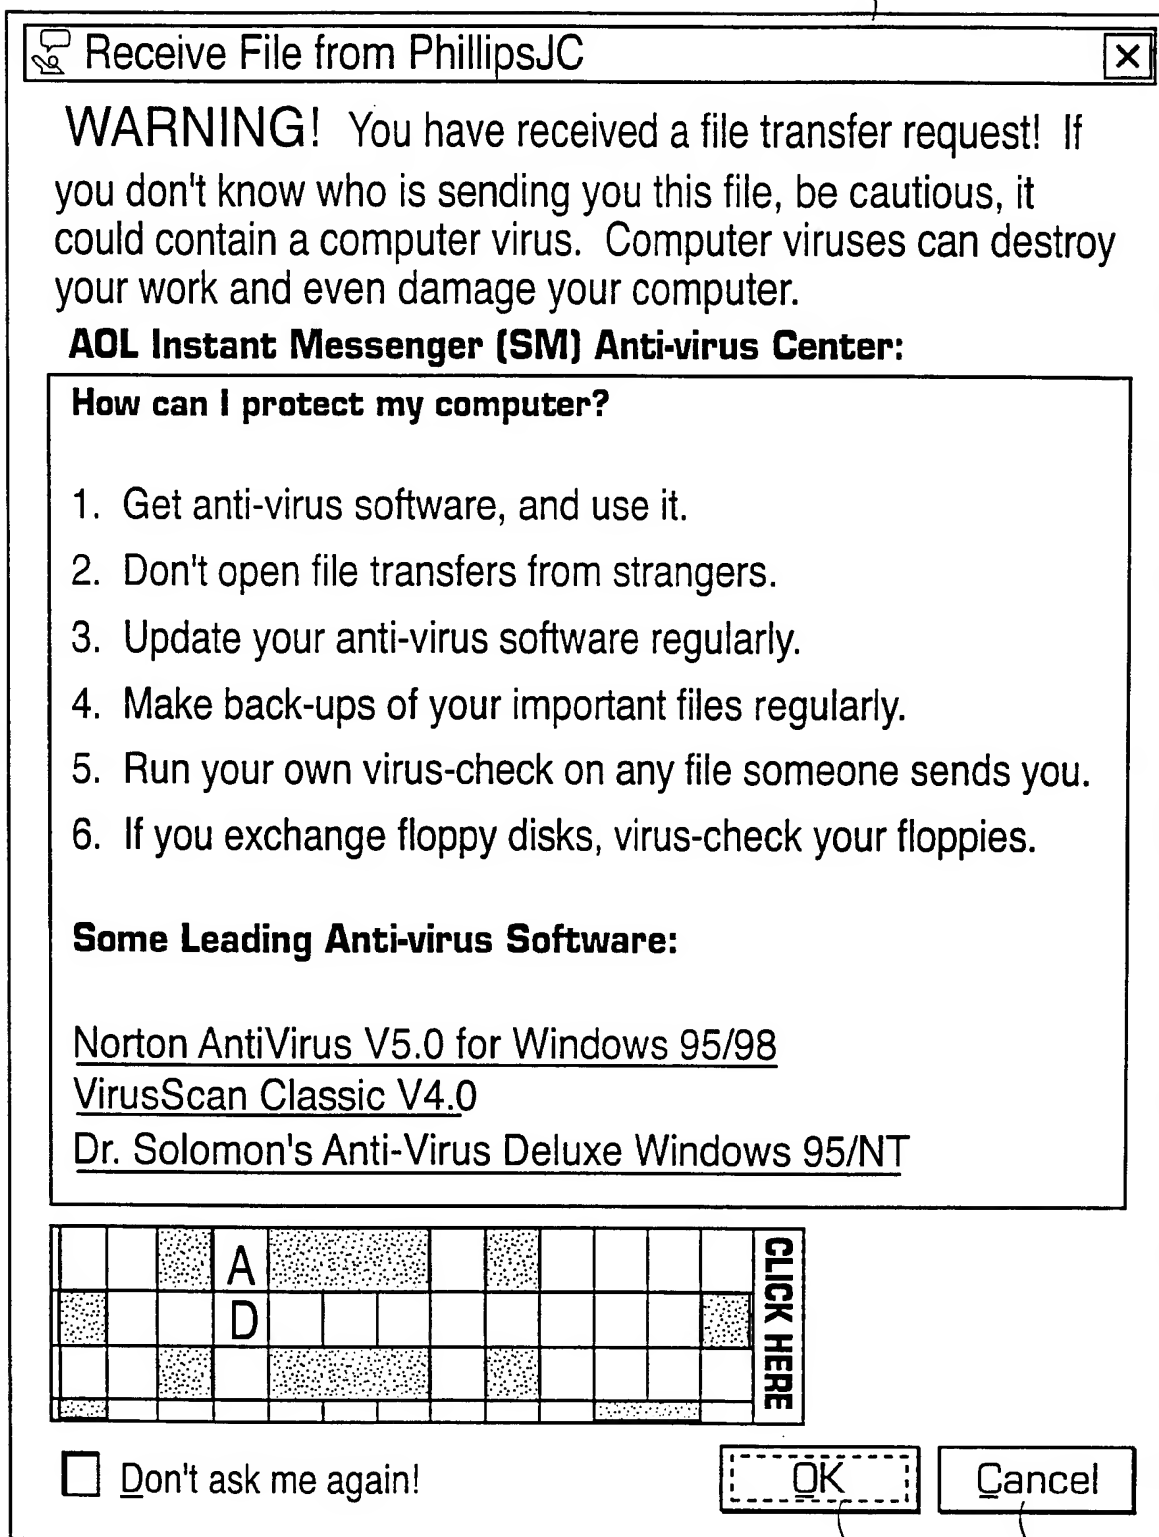 Receive File from PhillipsJC
WARNING! You have received a file transfer request! If
you don't know who is sending you this file, be cautious, it
could contain a computer virus. Computer viruses can destroy
your work and even damage your computer.
AOL Instant Messenger (SM) Anti-virus Center:
How can I protect my computer?
1. Get anti-virus software, and use it.
2. Don't open file transfers from strangers.
3. Update your anti-virus software regularly.
4. Make back-ups of your important files regularly.
5. Run your own virus-check on any file someone sends you.
6. If you exchange floppy disks, virus-check your floppies.
Some Leading Anti-virus Software:
Norton AntiVirus V5.0 for Windows 95/98
VirusScan Classic V4.0
Dr. Solomon's Anti-Virus Deluxe Windows 95/NT
A
D
CLICK HERE
Don't ask me again!
OK
Cancel